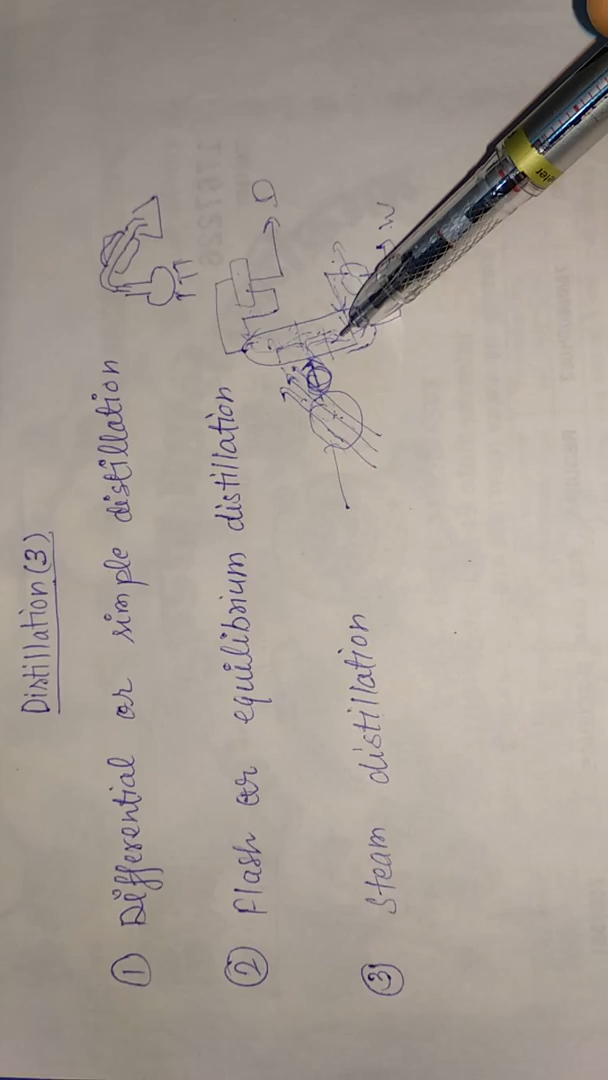 Distillation (3)
① Differential or simple distillation
② Flash or equilibrium distillation
D
W
③ Steam distillation